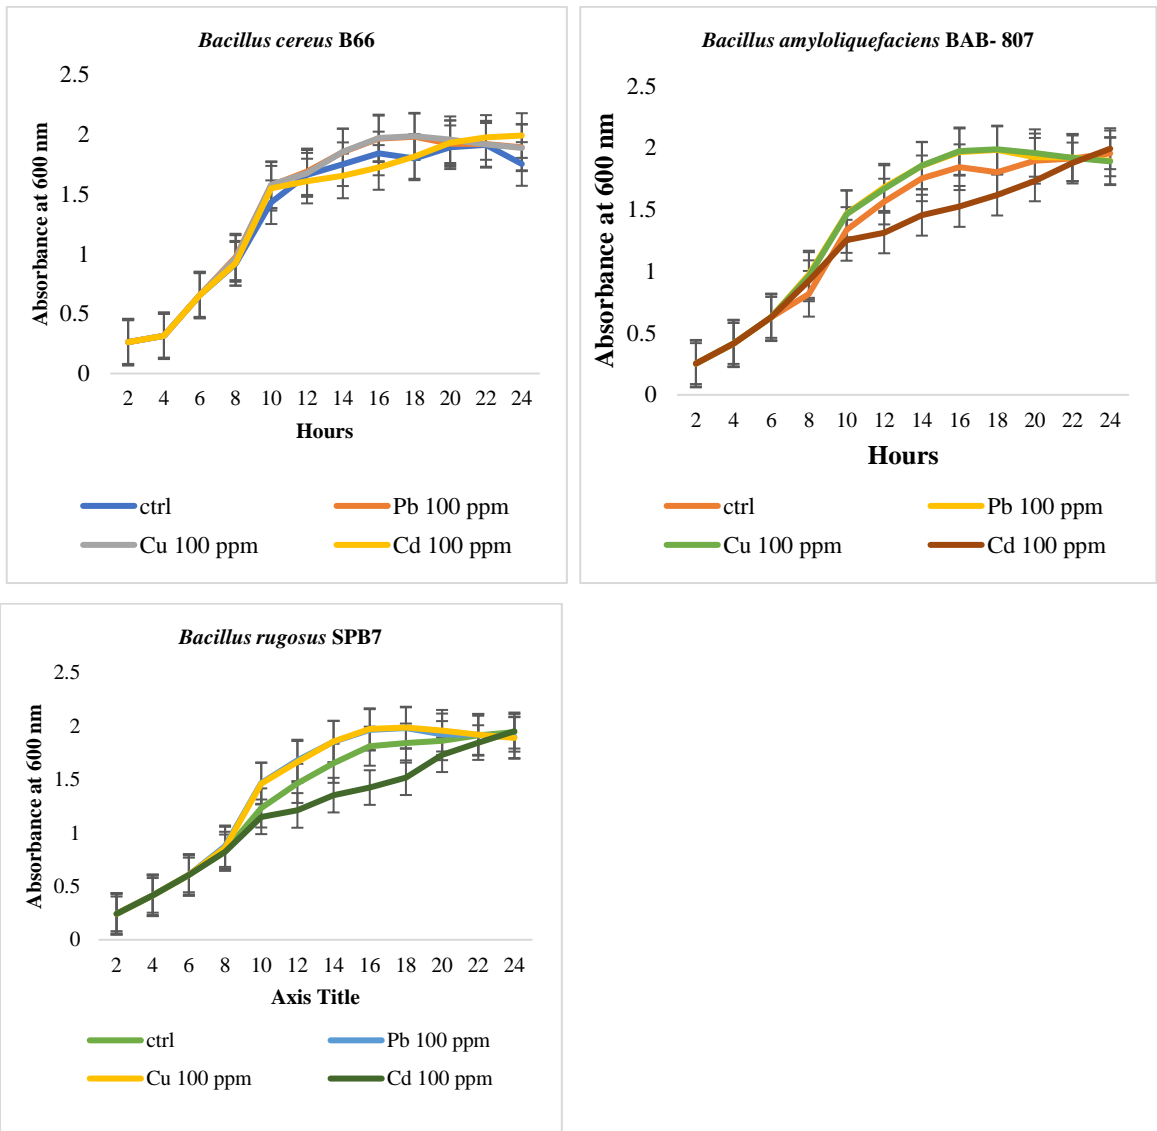 Bacillus cereus B66
Absorbance at 600 nm
2.5
2
1.5
1
0.5
0
2 4 6 8 10 12 14 16 18 20 22 24
Hours
ctrl Pb 100 ppm
Cu 100 ppm Cd 100 ppm
Bacillus amyloliquefaciens BAB- 807
Absorbance at 600 nm
2.5
2
1.5
1
0.5
0
2 4 6 8 10 12 14 16 18 20 22 24
Hours
ctrl Pb 100 ppm
Cu 100 ppm Cd 100 ppm
Bacillus rugosus SPB7
Absorbance at 600 nm
2.5
2
1.5
1
0.5
0
2 4 6 8 10 12 14 16 18 20 22 24
Axis Title
ctrl Pb 100 ppm
Cu 100 ppm Cd 100 ppm